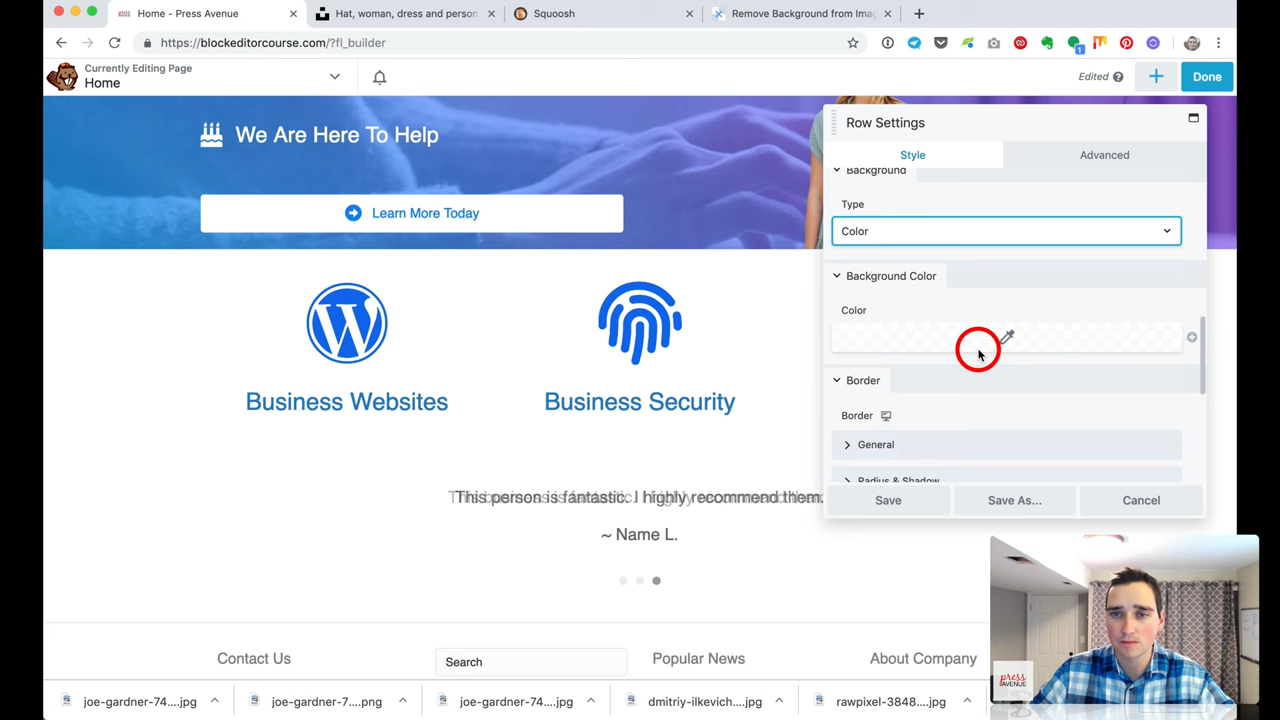 Home - Press Avenue
Hat, woman, dress and person
Squoosh
Remove Background from Imag
https://blockeditorcourse.com/?fl_builder
Currently Editing Page
Home
Edited
Done
We Are Here To Help
Learn More Today
Row Settings
Style
Advanced
Background
Type
Color
Background Color
Color
Border
Border
General
Radius & Shadow
Save
Save As...
Cancel
Business Websites
Business Security
This person is fantastic. I highly recommend them.
~ Name L.
Contact Us
Search
Popular News
About Company
joe-gardner-74....jpg
joe-gardner-7....png
joe-gardner-74....jpg
dmitriy-ilkevich....jpg
rawpixel-3848....jpg
press
AVENUE